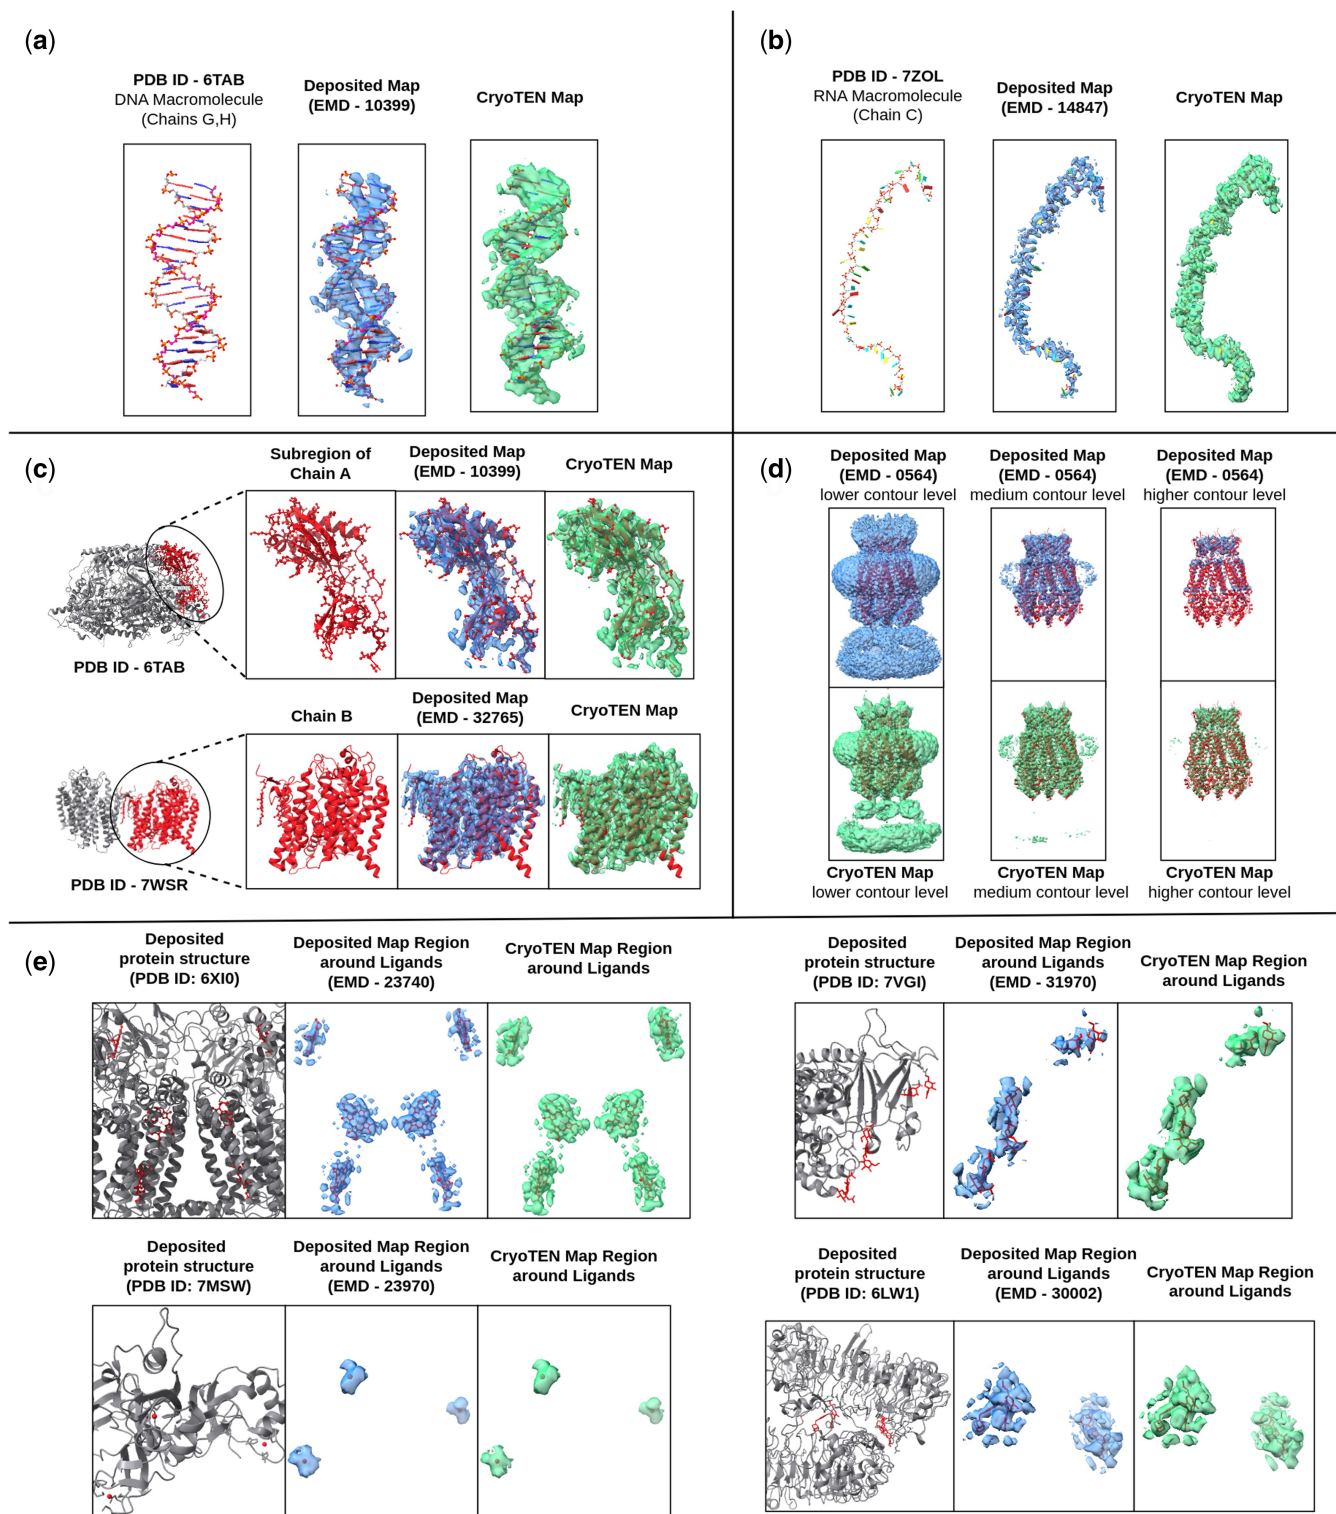 (a)
PDB ID - 6TAB
DNA Macromolecule
(Chains G,H)
Deposited Map
(EMD - 10399)
CryoTEN Map
(b)
PDB ID - 7ZOL
RNA Macromolecule
(Chain C)
Deposited Map
(EMD - 14847)
CryoTEN Map
(c)
Subregion of
Chain A
Deposited Map
(EMD - 10399)
CryoTEN Map
PDB ID - 6TAB
Chain B
Deposited Map
(EMD - 32765)
CryoTEN Map
PDB ID - 7WSR
(d)
Deposited Map
(EMD - 0564)
lower contour level
Deposited Map
(EMD - 0564)
medium contour level
Deposited Map
(EMD - 0564)
higher contour level
CryoTEN Map
lower contour level
CryoTEN Map
medium contour level
CryoTEN Map
higher contour level
(e)
Deposited
protein structure
(PDB ID: 6XI0)
Deposited Map Region
around Ligands
(EMD - 23740)
CryoTEN Map Region
around Ligands
Deposited
protein structure
(PDB ID: 7VGI)
Deposited Map Region
around Ligands
(EMD - 31970)
CryoTEN Map Region
around Ligands
Deposited
protein structure
(PDB ID: 7MSW)
Deposited Map Region
around Ligands
(EMD - 23970)
CryoTEN Map Region
around Ligands
Deposited
protein structure
(PDB ID: 6LW1)
Deposited Map Region
around Ligands
(EMD - 30002)
CryoTEN Map Region
around Ligands